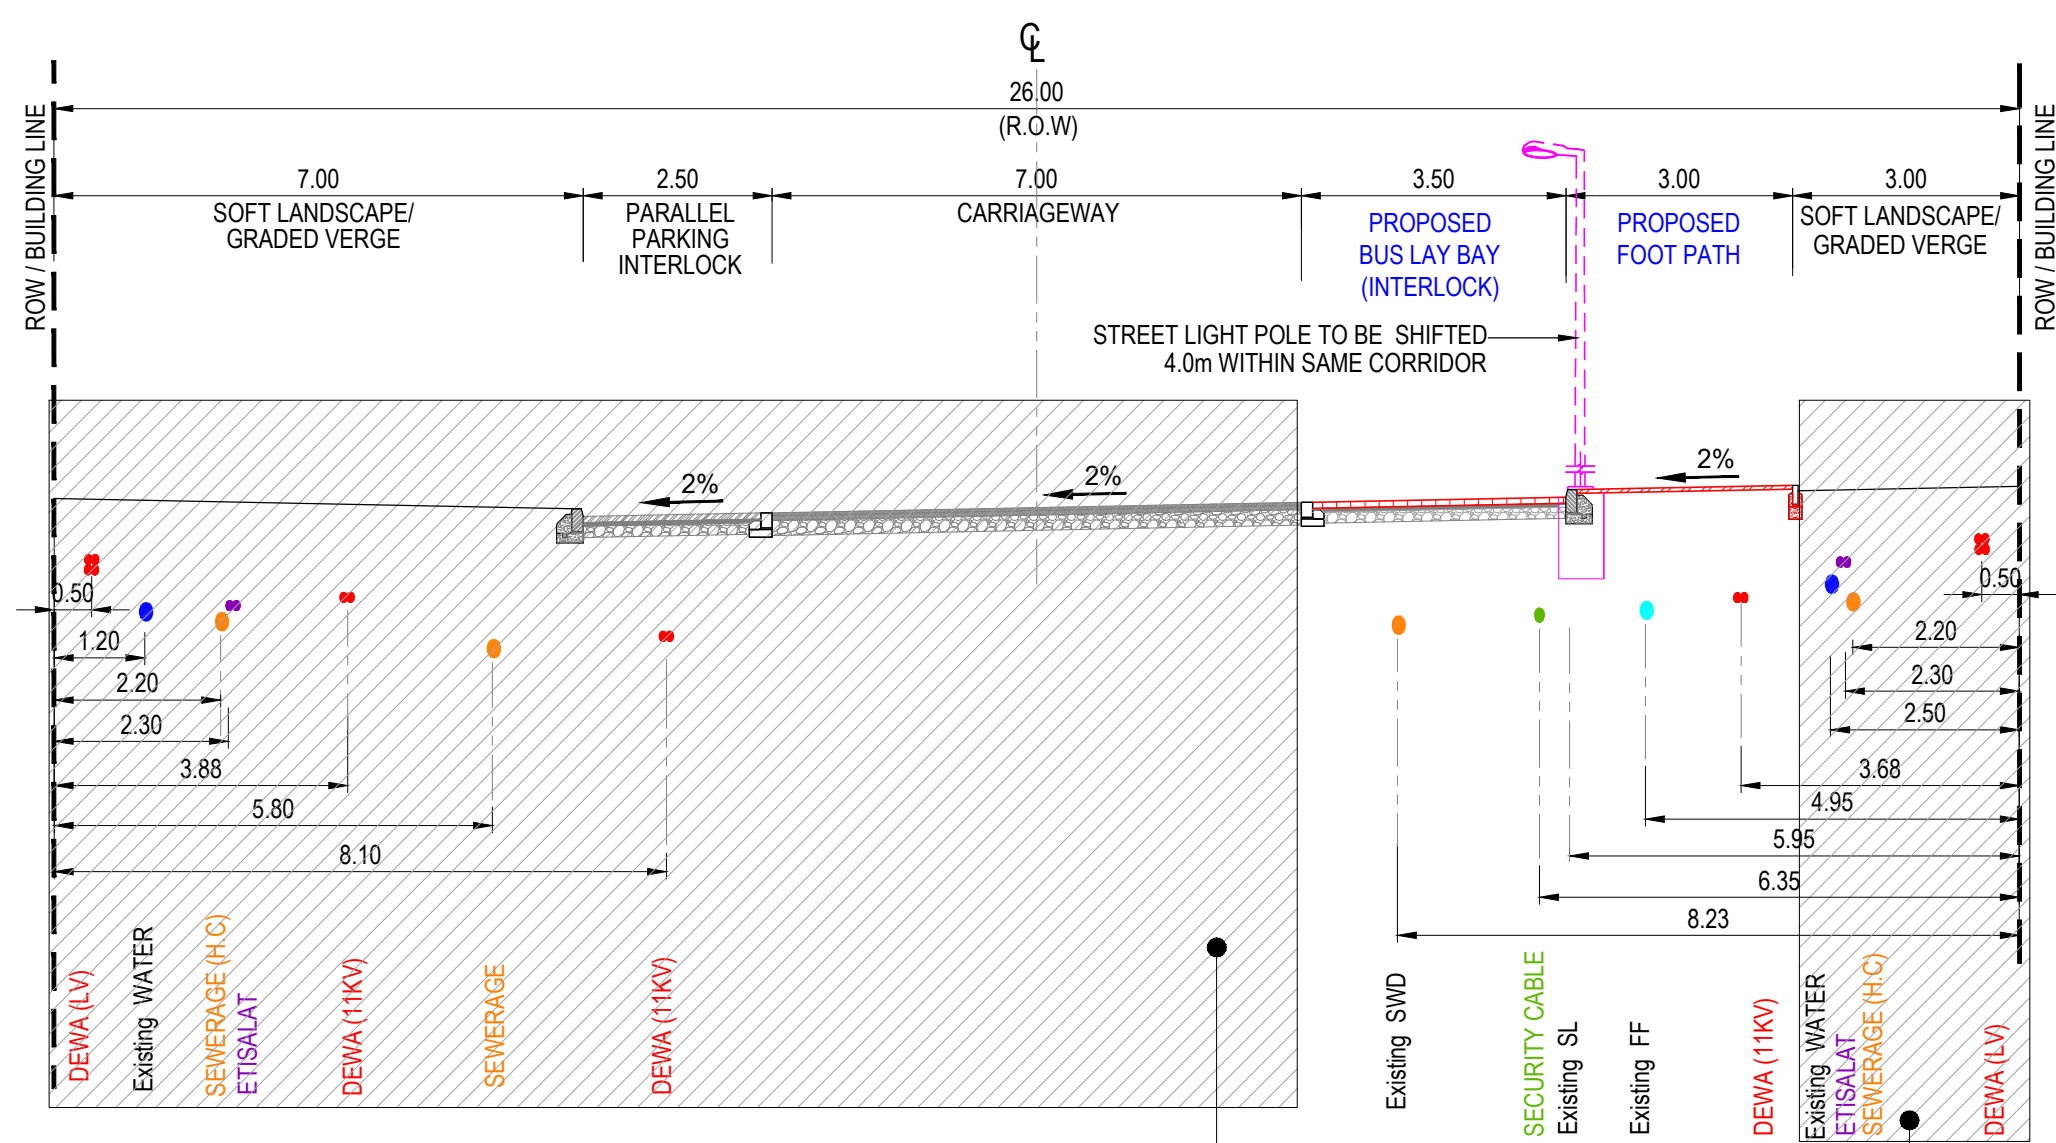 ℄
26.00
(R.O.W)
ROW / BUILDING LINE
ROW / BUILDING LINE
7.00
SOFT LANDSCAPE/
GRADED VERGE
2.50
PARALLEL
PARKING
INTERLOCK
7.00
CARRIAGEWAY
3.50
PROPOSED
BUS LAY BAY
(INTERLOCK)
3.00
PROPOSED
FOOT PATH
3.00
SOFT LANDSCAPE/
GRADED VERGE
STREET LIGHT POLE TO BE SHIFTED
4.0m WITHIN SAME CORRIDOR
2%
2%
2%
0.50
1.20
2.20
2.30
3.88
5.80
8.10
0.50
2.20
2.30
2.50
3.68
4.95
5.95
6.35
8.23
DEWA (LV)
Existing WATER
SEWERAGE (H.C)
ETISALAT
DEWA (11KV)
SEWERAGE
DEWA (11KV)
Existing SWD
SECURITY CABLE
Existing SL
Existing FF
DEWA (11KV)
Existing WATER
ETISALAT
SEWERAGE (H.C)
DEWA (LV)